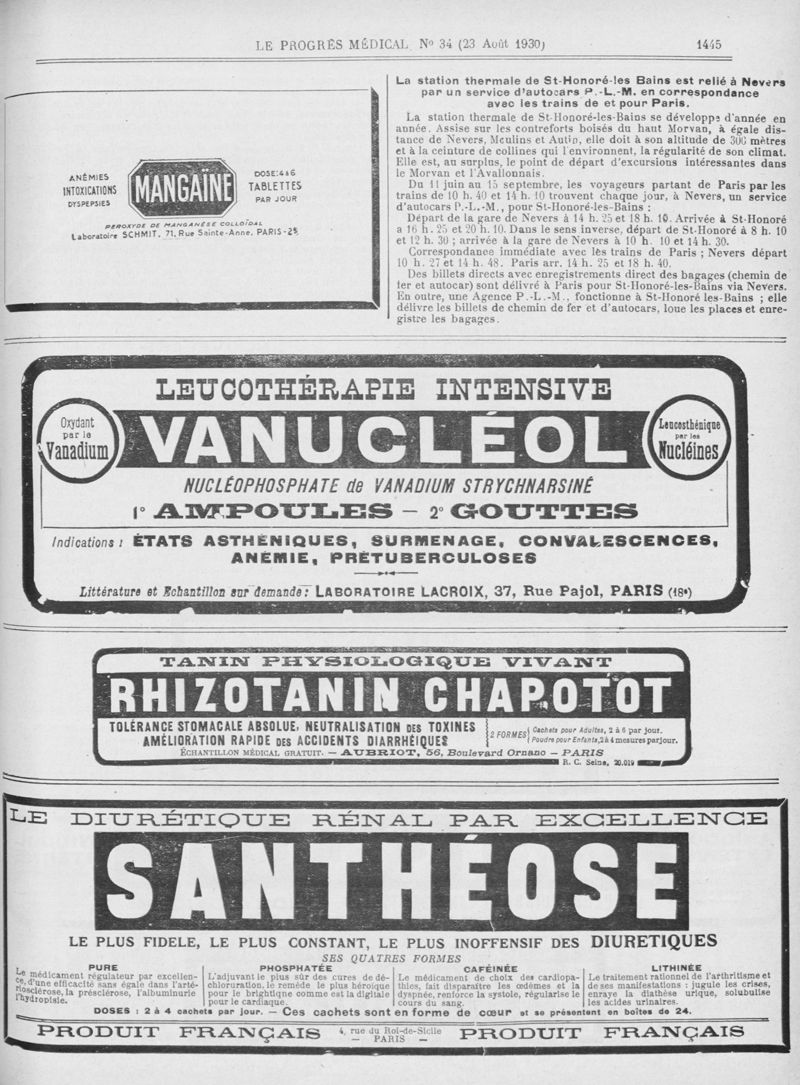 LE PROGRÈS MÉDICAL N° 34 (23 Août 1930) 1445
ANÉMIES
INTOXICATIONS
DYSPEPSIES
MANGAÏNE
DOSE: 4 à 6
TABLETTES
PAR JOUR
PEROXYDE DE MANGANÈSE COLLOÏDAL
Laboratoire SCHMIT, 71, Rue Sainte-Anne, PARIS-2e
La station thermale de St-Honoré-les Bains est relié à Nevers
par un service d'autocars P.-L.-M. en correspondance
avec les trains de et pour Paris.
La station thermale de St-Honoré-les-Bains se développe d'année en
année. Assise sur les contreforts boisés du haut Morvan, à égale dis-
tance de Nevers, Moulins et Autun, elle doit à son altitude de 300 mètres
et à la ceinture de collines qui l'environnent, la régularité de son climat.
Elle est, au surplus, le point de départ d'excursions intéressantes dans
le Morvan et l'Avallonnais.
Du 11 juin au 15 septembre, les voyageurs partant de Paris par les
trains de 10 h. 40 et 14 h. 10 trouvent chaque jour, à Nevers, un service
d'autocars P.-L.-M., pour St-Honoré-les-Bains :
Départ de la gare de Nevers à 14 h. 25 et 18 h. 10. Arrivée à St-Honoré
a 16 h. 25 et 20 h. 10. Dans le sens inverse, départ de St-Honoré à 8 h. 10
et 12 h. 30 ; arrivée à la gare de Nevers à 10 h. 10 et 14 h. 30.
Correspondance immédiate avec les trains de Paris ; Nevers départ
10 h. 27 et 14 h. 48. Paris arr. 14 h. 25 et 18 h. 40.
Des billets directs avec enregistrements direct des bagages (chemin de
fer et autocar) sont délivré à Paris pour St-Honoré-les-Bains via Nevers.
En outre, une Agence P.-L.-M., fonctionne à St-Honoré les-Bains ; elle
délivre les billets de chemin de fer et d'autocars, loue les places et enre-
gistre les bagages.
LEUCOTHÉRAPIE INTENSIVE
Oxydant
par le
Vanadium
VANUCLÉOL
Leucosthénique
par les
Nucléines
NUCLÉOPHOSPHATE de VANADIUM STRYCHNARSINÉ
1° AMPOULES — 2° GOUTTES
Indications : ÉTATS ASTHÉNIQUES, SURMENAGE, CONVALESCENCES,
ANÉMIE, PRÉTUBERCULOSES
Littérature et Echantillon sur demande : LABORATOIRE LACROIX, 37, Rue Pajol, PARIS (18e)
TANIN PHYSIOLOGIQUE VIVANT
RHIZOTANIN CHAPOTOT
TOLÉRANCE STOMACALE ABSOLUE, NEUTRALISATION DES TOXINES
AMÉLIORATION RAPIDE DES ACCIDENTS DIARRHÉIQUES
2 FORMES
Cachets pour Adultes, 2 à 6 par jour.
Poudre pour Enfants, 2 à 4 mesures par jour.
ÉCHANTILLON MÉDICAL GRATUIT. — AUBRIOT, 56, Boulevard Ornano — PARIS
R. C. Seine, 20.019
LE DIURÉTIQUE RÉNAL PAR EXCELLENCE
SANTHÉOSE
LE PLUS FIDELE, LE PLUS CONSTANT, LE PLUS INOFFENSIF DES DIURETIQUES
SES QUATRES FORMES
PURE
Le médicament régulateur par excellen-
ce, d'une efficacité sans égale dans l'arté-
riosclérose, la présclérose, l'albuminurie
l'hydropisie.
PHOSPHATÉE
L'adjuvant le plus sûr des cures de dé-
chloruration, le remède le plus héroïque
pour le brightique comme est la digitale
pour le cardiaque.
CAFÉINÉE
Le médicament de choix des cardiopa-
thies, fait disparaître les œdèmes et la
dyspnée, renforce la systole, régularise le
cours du sang.
LITHINÉE
Le traitement rationnel de l'arthritisme et
de ses manifestations : jugule les crises,
enraye la diathèse urique, solubilise
les acides urinaires.
DOSES : 2 à 4 cachets par jour. — Ces cachets sont en forme de cœur et se présentent en boîtes de 24.
PRODUIT FRANÇAIS
4, rue du Roi-de-Sicile
— PARIS —
PRODUIT FRANÇAIS